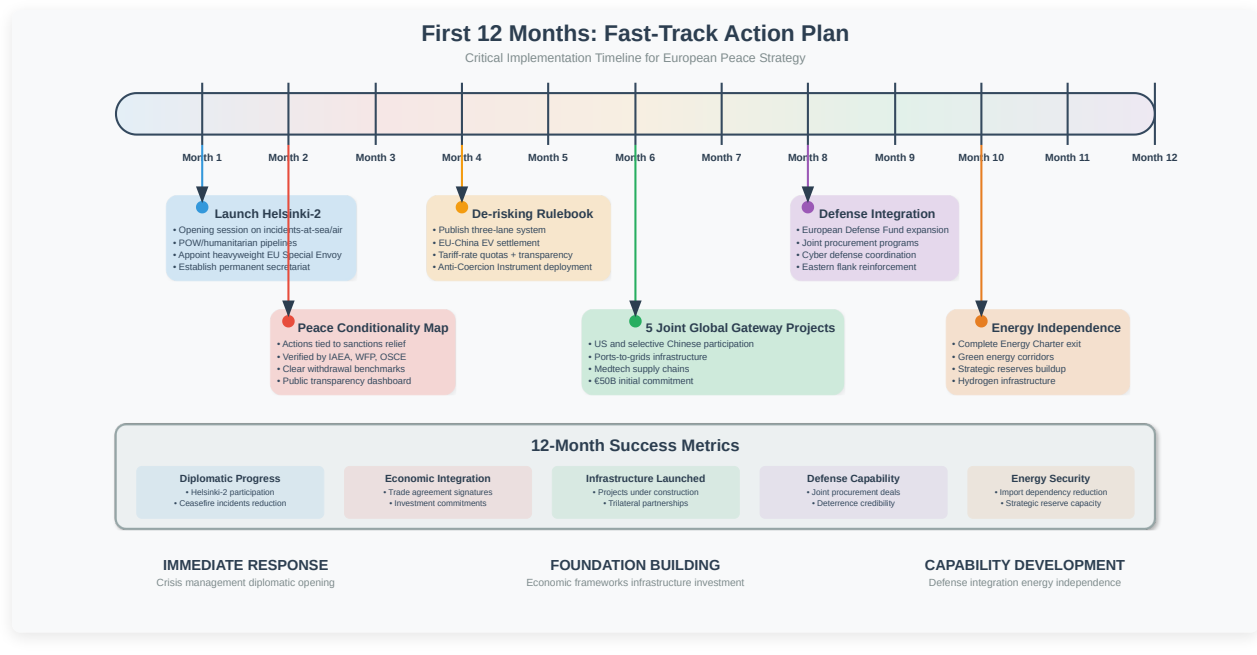 First 12 Months: Fast-Track Action Plan
Critical Implementation Timeline for European Peace Strategy
Month 1
Month 2
Month 3
Month 4
Month 5
Month 6
Month 7
Month 8
Month 9
Month 10
Month 11
Month 12
Launch Helsinki-2
• Opening session on incidents-at-sea/air
• POW/humanitarian pipelines
• Appoint heavyweight EU Special Envoy
• Establish permanent secretariat
De-risking Rulebook
• Publish three-lane system
• EU-China EV settlement
• Tariff-rate quotas + transparency
• Anti-Coercion Instrument deployment
Defense Integration
• European Defense Fund expansion
• Joint procurement programs
• Cyber defense coordination
• Eastern flank reinforcement
Peace Conditionality Map
• Actions tied to sanctions relief
• Verified by IAEA, WFP, OSCE
• Clear withdrawal benchmarks
• Public transparency dashboard
5 Joint Global Gateway Projects
• US and selective Chinese participation
• Ports-to-grids infrastructure
• Medtech supply chains
• €50B initial commitment
Energy Independence
• Complete Energy Charter exit
• Green energy corridors
• Strategic reserves buildup
• Hydrogen infrastructure
12-Month Success Metrics
Diplomatic Progress
• Helsinki-2 participation
• Ceasefire incidents reduction
Economic Integration
• Trade agreement signatures
• Investment commitments
Infrastructure Launched
• Projects under construction
• Trilateral partnerships
Defense Capability
• Joint procurement deals
• Deterrence credibility
Energy Security
• Import dependency reduction
• Strategic reserve capacity
IMMEDIATE RESPONSE
Crisis management diplomatic opening
FOUNDATION BUILDING
Economic frameworks infrastructure investment
CAPABILITY DEVELOPMENT
Defense integration energy independence